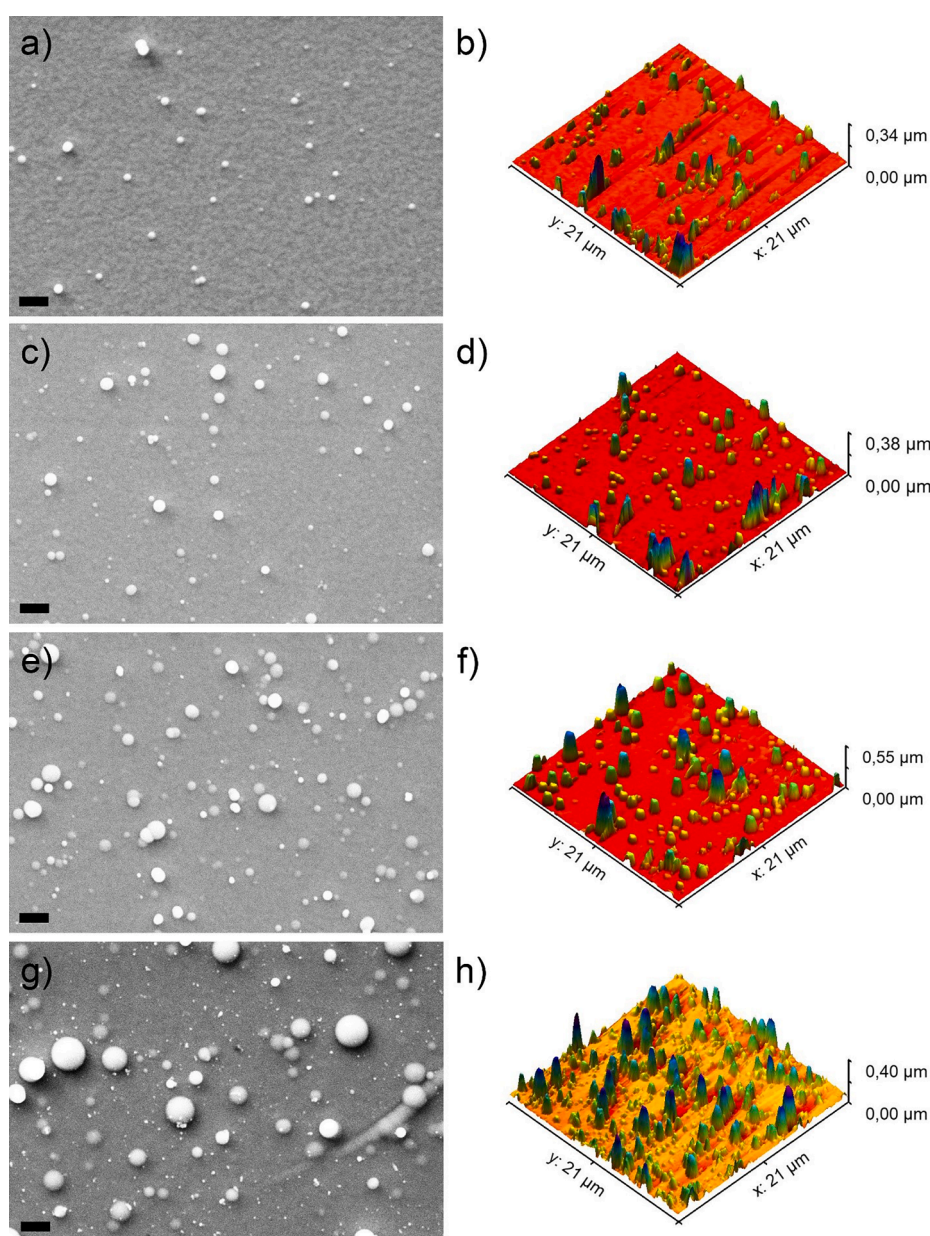 a)
b)
0,34 µm
0,00 µm
y: 21 µm
x: 21 µm
c)
d)
0,38 µm
0,00 µm
y: 21 µm
x: 21 µm
e)
f)
0,55 µm
0,00 µm
y: 21 µm
x: 21 µm
g)
h)
0,40 µm
0,00 µm
y: 21 µm
x: 21 µm